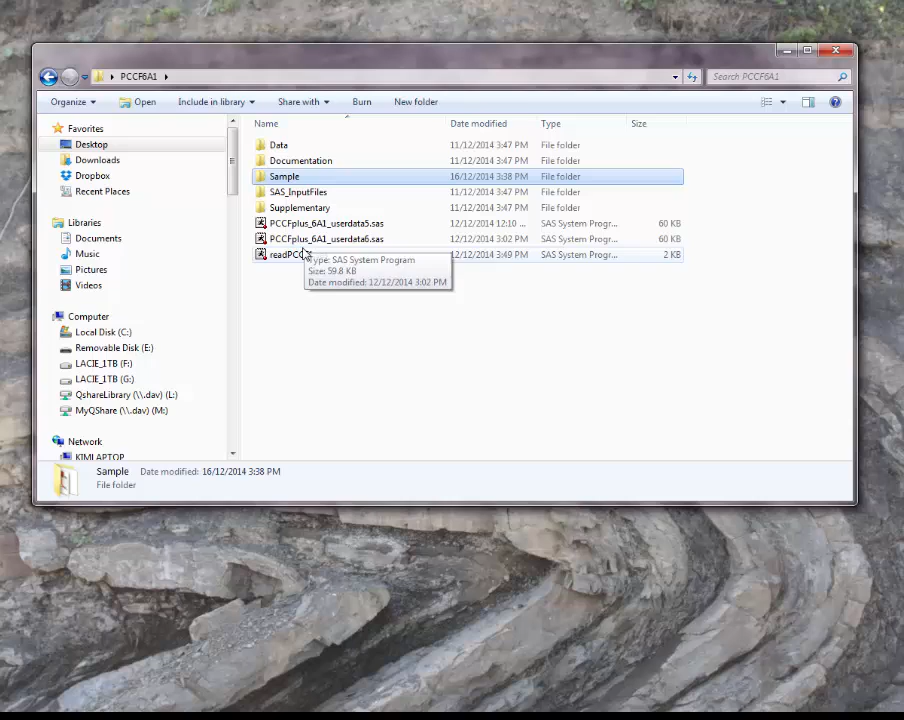 PCCF6A1
Search PCCF6A1
Organize Open Include in library Share with Burn New folder
Name Date modified Type Size
Favorites
Desktop
Downloads
Dropbox
Recent Places
Libraries
Documents
Music
Pictures
Videos
Computer
Local Disk (C:)
Removable Disk (E:)
LACIE_1TB (F:)
LACIE_1TB (G:)
QshareLibrary (\\.dav) (L:)
MyQShare (\\.dav) (M:)
Network
KIMLAPTOP
Data 11/12/2014 3:47 PM File folder
Documentation 11/12/2014 3:47 PM File folder
Sample 16/12/2014 3:38 PM File folder
SAS_InputFiles 11/12/2014 3:47 PM File folder
Supplementary 11/12/2014 3:47 PM File folder
PCCFplus_6A1_userdata5.sas 12/12/2014 12:10 ... SAS System Progr... 60 KB
PCCFplus_6A1_userdata6.sas 12/12/2014 3:02 PM SAS System Progr... 60 KB
12/12/2014 3:49 PM SAS System Progr... 2 KB
Type: SAS System Program
Size: 59.8 KB
Date modified: 12/12/2014 3:02 PM
Sample Date modified: 16/12/2014 3:38 PM
File folder